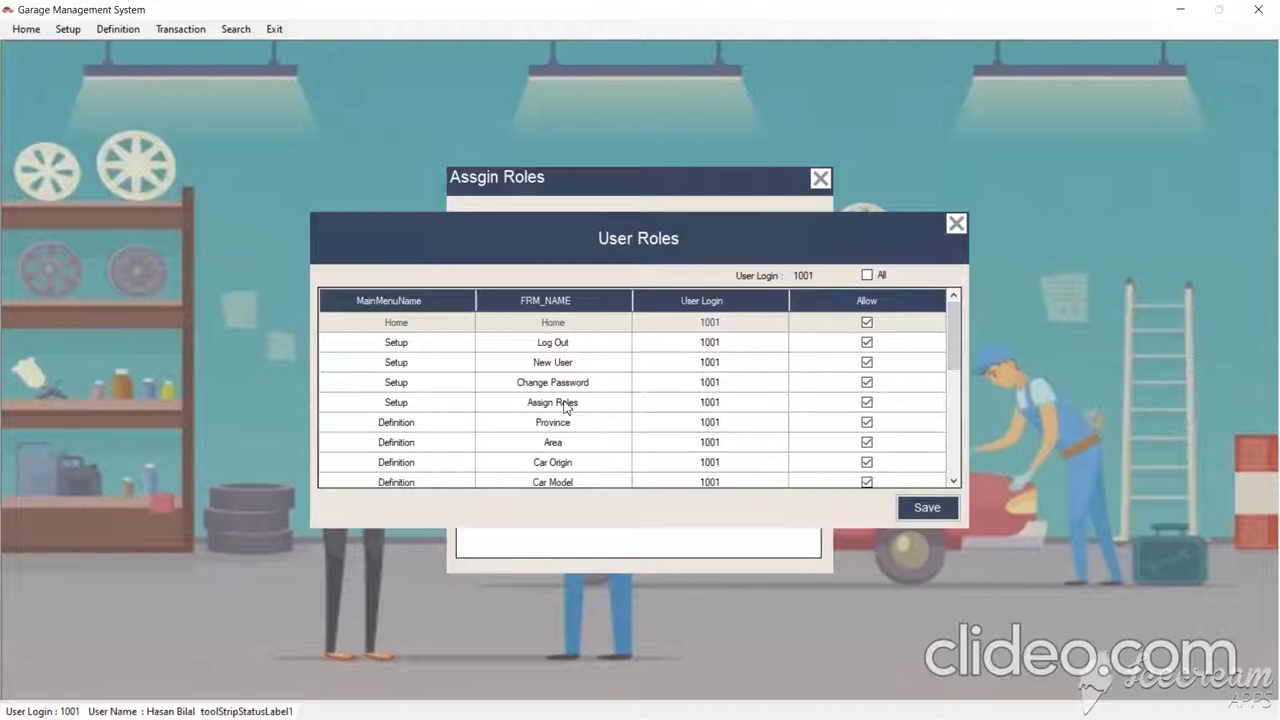 Garage Management System
Home Setup Definition Transaction Search Exit
Assgin Roles
User Roles
User Login : 1001 All
MainMenuName FRM_NAME User Login Allow
Home Home 1001
Setup Log Out 1001
Setup New User 1001
Setup Change Password 1001
Setup Assign Roles 1001
Definition Province 1001
Definition Area 1001
Definition Car Origin 1001
Definition Car Model 1001
Save
clideo.com
Icecream
APPS
User Login : 1001 User Name : Hasan Bilal toolStripStatusLabel1